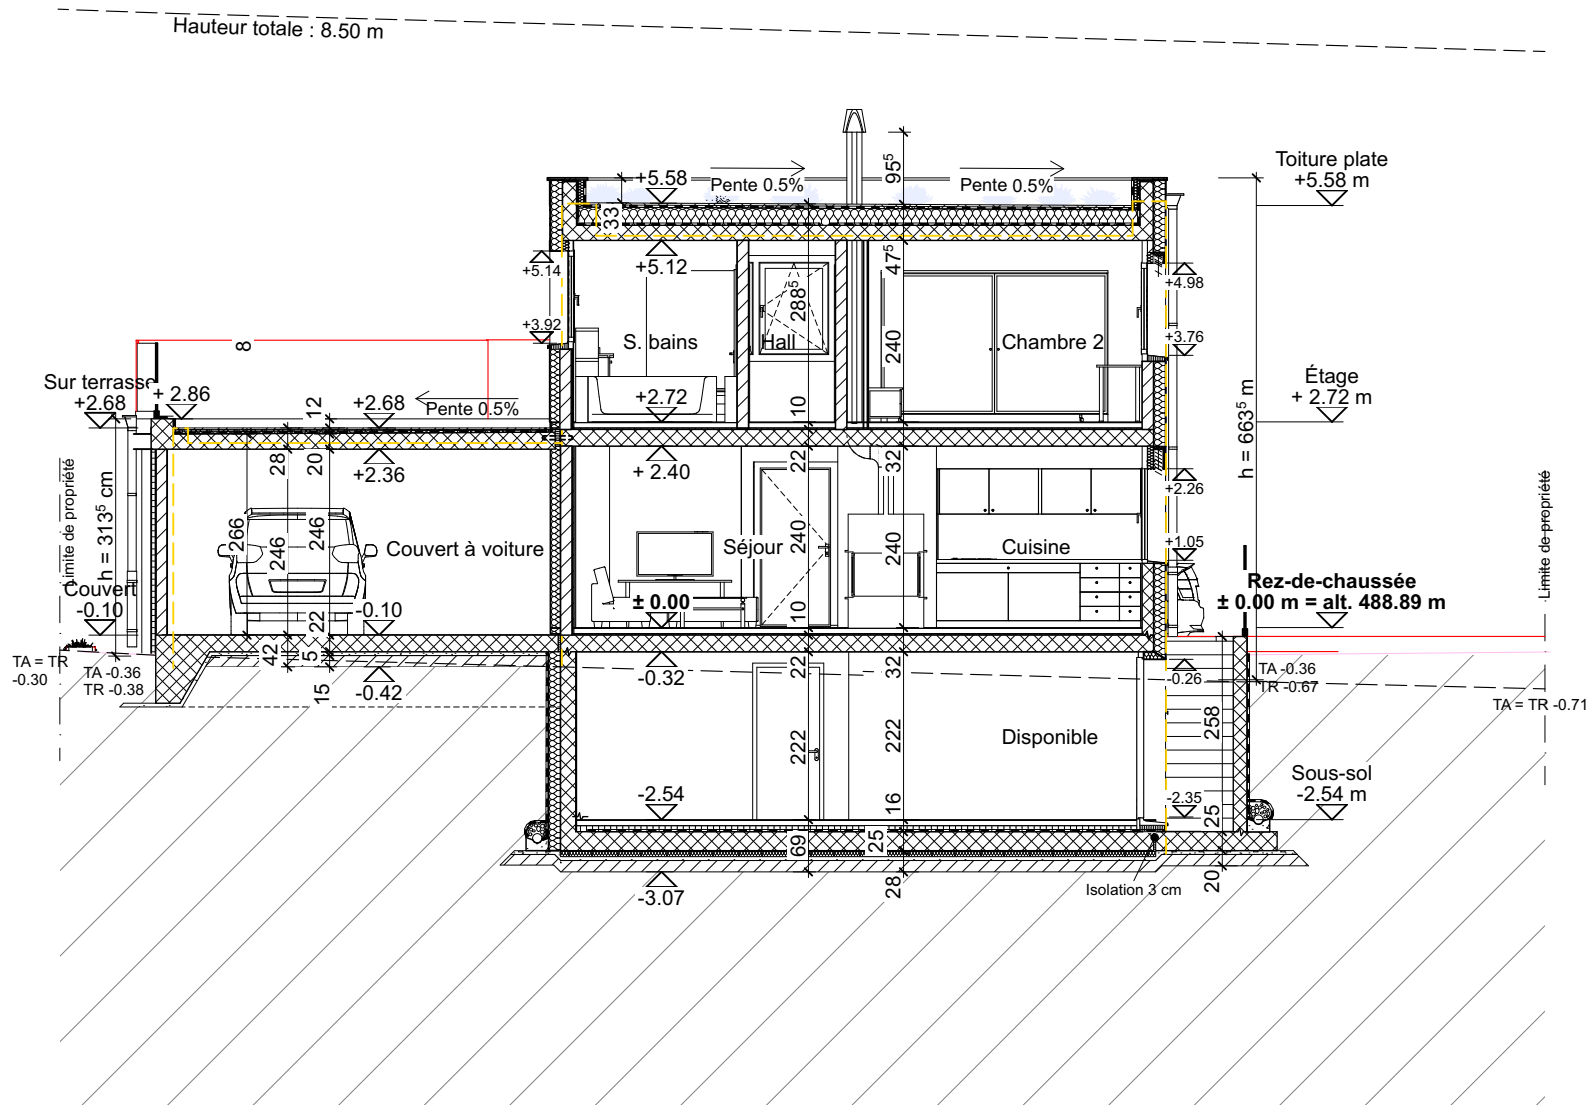 Hauteur totale : 8.50 m
Toiture plate
+5.58 m
95⁵
+5.58
Pente 0.5%
Pente 0.5%
33
+5.14
+5.12
47⁵
+4.98
288⁵
+3.92
S. bains
Hall
240
Chambre 2
+3.76
8
h = 663⁵ m
Sur terrasse
+2.68
+ 2.86
12
+2.68
Pente 0.5%
+2.72
10
Étage
+ 2.72 m
28
20
+2.36
+ 2.40
22
32
+2.26
Limite de propriété
h = 313⁵ cm
266
246
246
Couvert à voiture
Séjour
240
240
Cuisine
+1.05
Limite de propriété
Couvert
-0.10
22
-0.10
± 0.00
10
Rez-de-chaussée
± 0.00 m = alt. 488.89 m
TA = TR
-0.30
TA -0.36
TR -0.38
42
5
15
-0.42
-0.32
22
32
-0.26
TA -0.36
TR -0.67
TA = TR -0.71
222
222
Disponible
258
-2.54
16
-2.35
25
Sous-sol
-2.54 m
69
25
28
-3.07
Isolation 3 cm
20